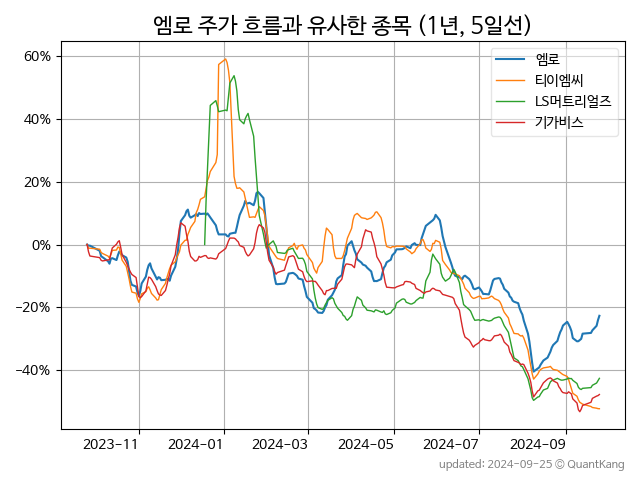 엠로 주가 흐름과 유사한 종목 (1년, 5일선)
엠로
티이엠씨
LS머트리얼즈
기가비스
60%
40%
20%
0%
−20%
−40%
2023−11
2024−01
2024−03
2024−05
2024−07
2024−09
updated: 2024-09-25 © QuantKang